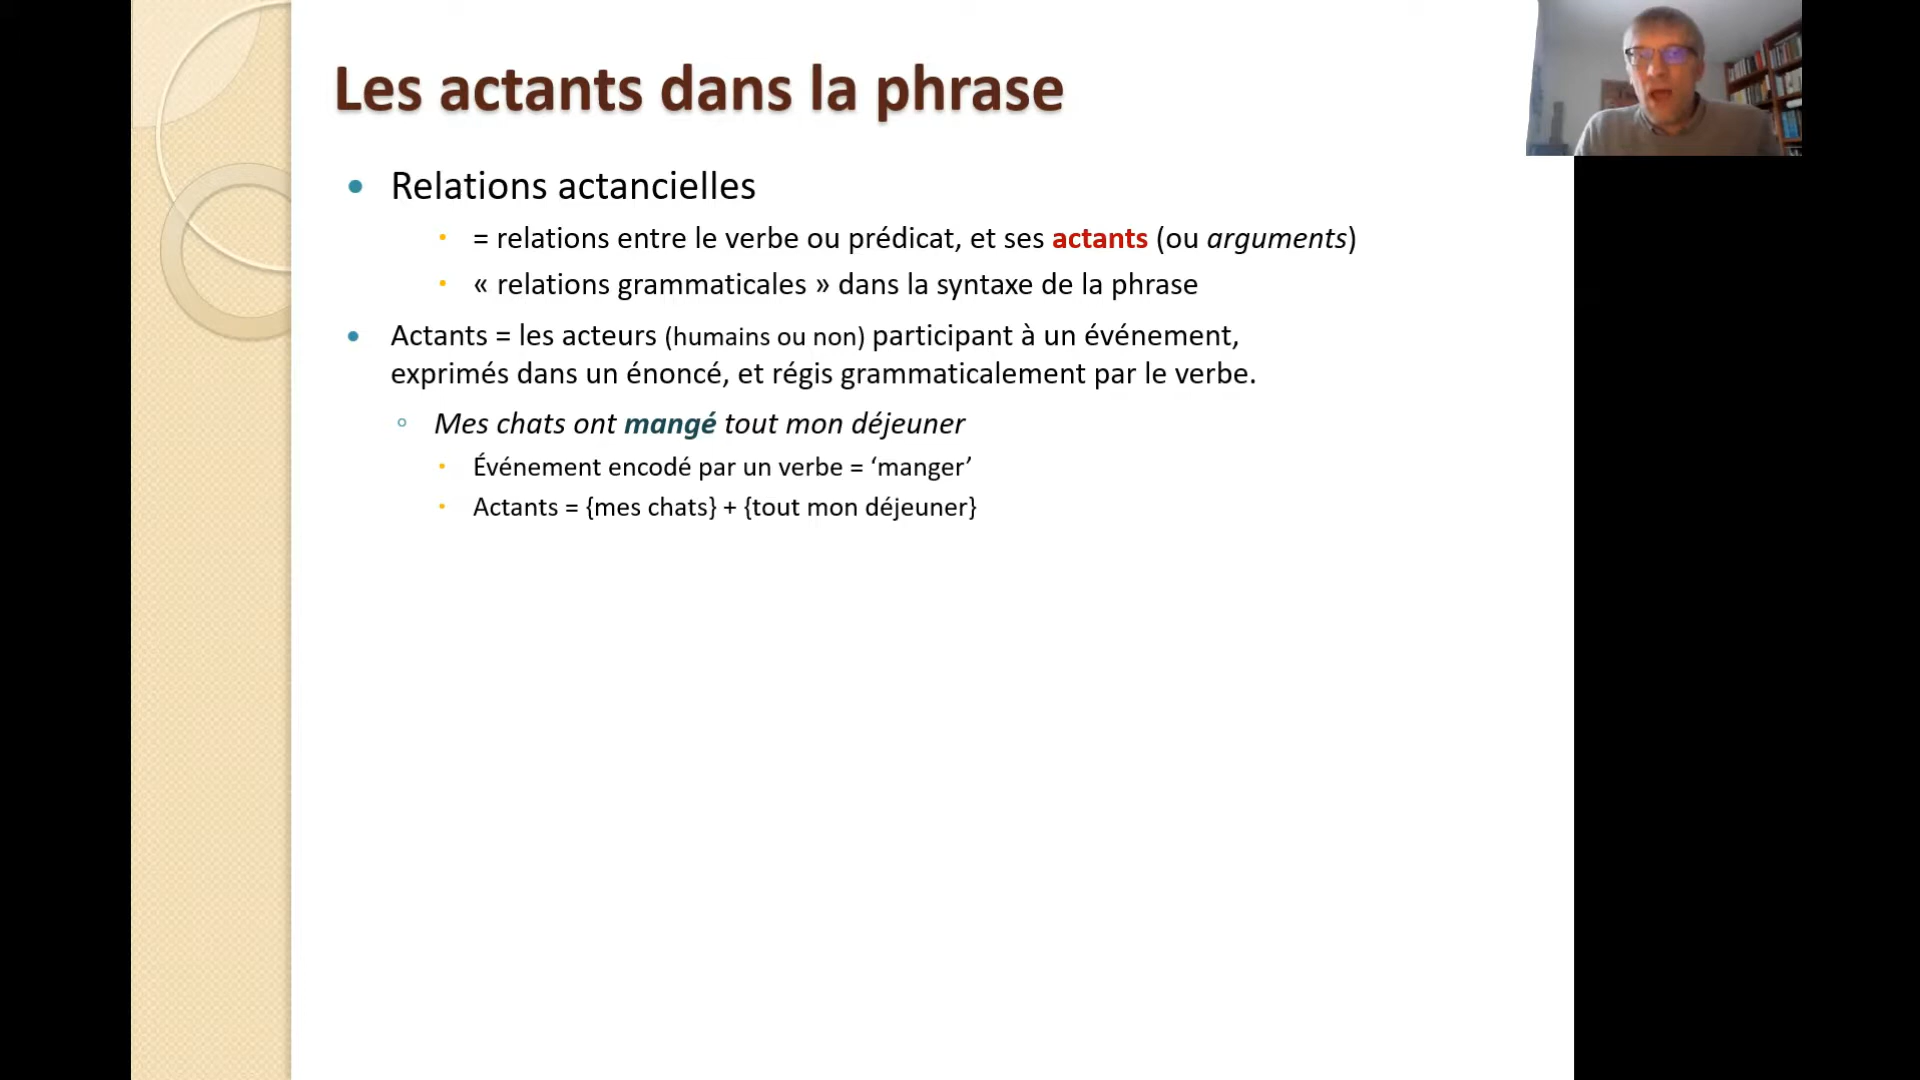 Les actants dans la phrase
• Relations actancielles
• = relations entre le verbe ou prédicat, et ses actants (ou arguments)
• « relations grammaticales » dans la syntaxe de la phrase
• Actants = les acteurs (humains ou non) participant à un événement,
exprimés dans un énoncé, et régis grammaticalement par le verbe.
◦ Mes chats ont mangé tout mon déjeuner
• Événement encodé par un verbe = ‘manger’
• Actants = {mes chats} + {tout mon déjeuner}